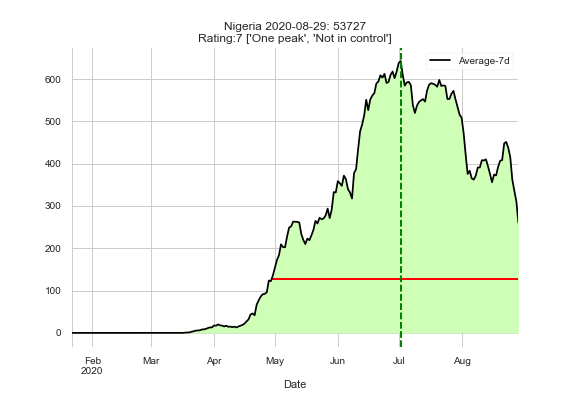 Nigeria 2020-08-29: 53727
Rating:7 ['One peak', 'Not in control']
Average-7d
600
500
400
300
200
100
0
Feb Mar Apr May Jun Jul Aug
2020
Date